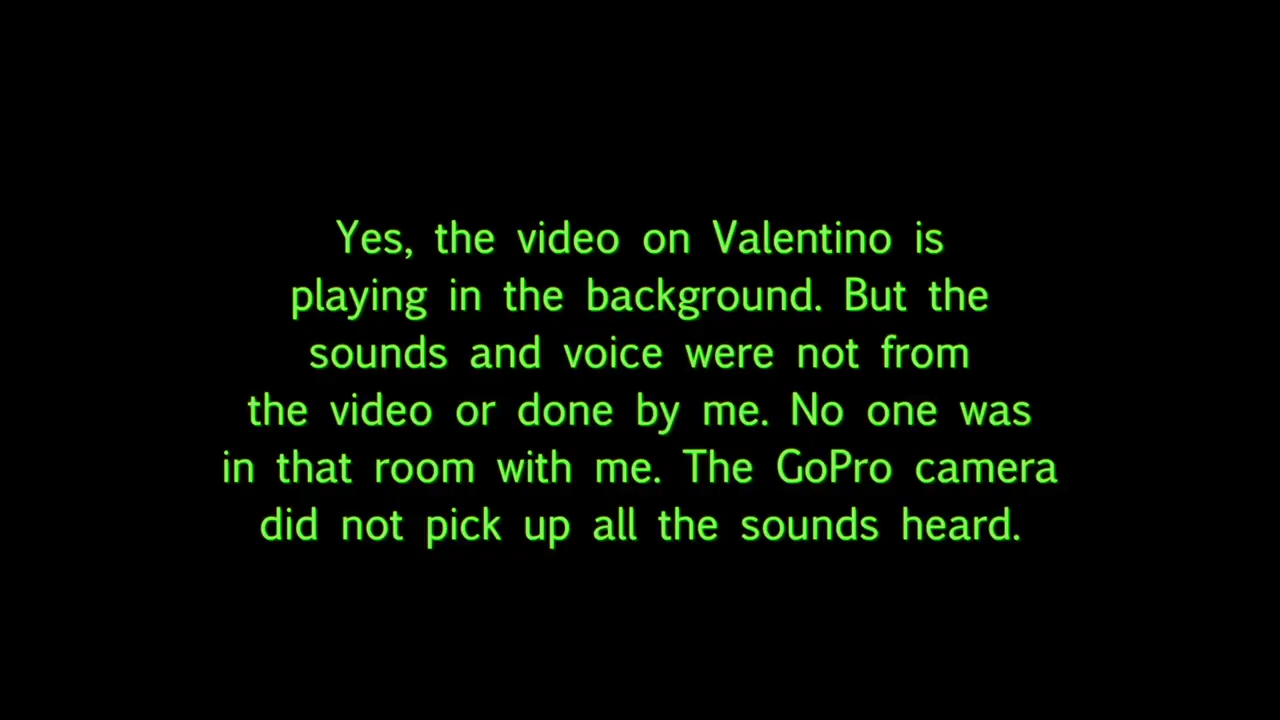 Yes, the video on Valentino is
playing in the background. But the
sounds and voice were not from
the video or done by me. No one was
in that room with me. The GoPro camera
did not pick up all the sounds heard.